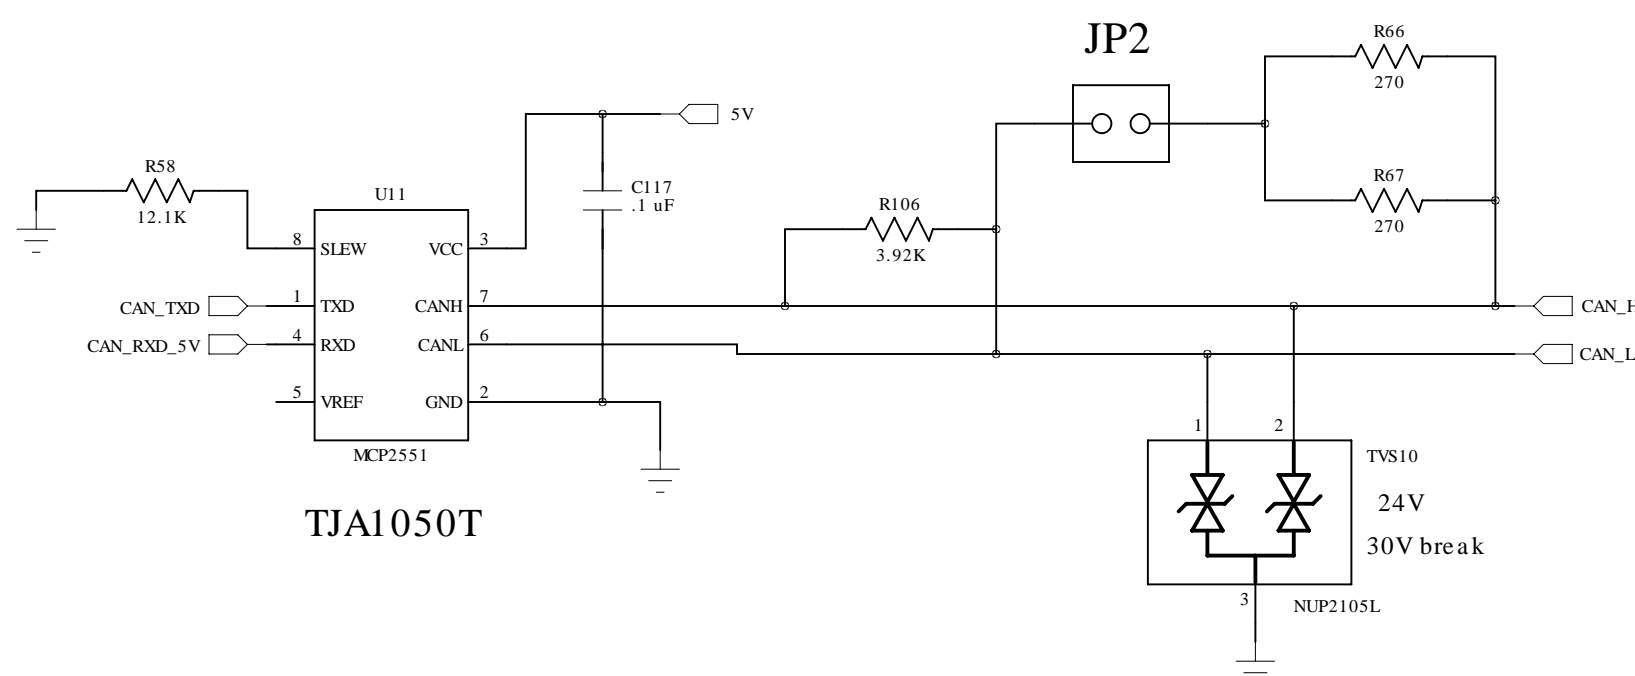 JP2
R66
270
5V
R58
12.1K
U11
C117
.1 uF
R67
270
R106
3.92K
8 SLEW VCC 3
CAN_TXD 1 TXD CANH 7
CAN_H
CAN_RXD_5V 4 RXD CANL 6
CAN_L
5 VREF GND 2
MCP2551
TJA1050T
1 2
TVS10
24V
30V break
3
NUP2105L